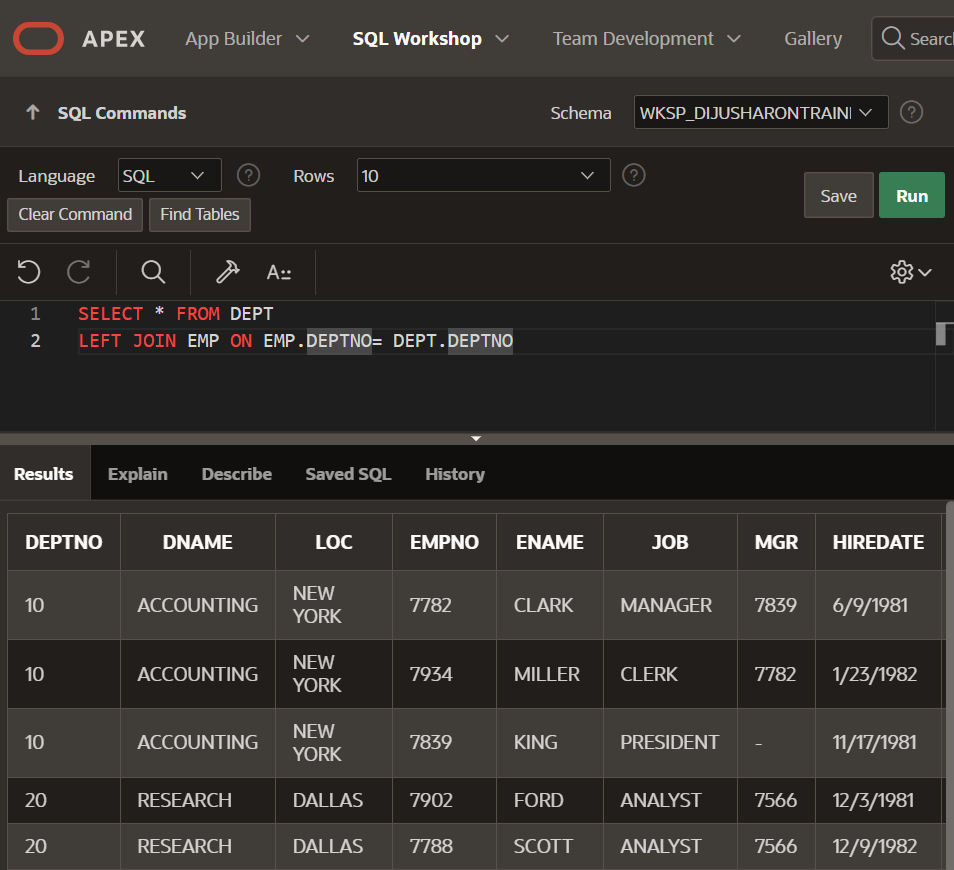 APEX App Builder SQL Workshop Team Development Gallery Searc
SQL Commands Schema WKSP_DIJUSHARONTRAINI
Language SQL Rows 10
Clear Command Find Tables Save Run
A
1 SELECT * FROM DEPT
2 LEFT JOIN EMP ON EMP.DEPTNO= DEPT.DEPTNO
Results Explain Describe Saved SQL History
DEPTNO DNAME LOC EMPNO ENAME JOB MGR HIREDATE
10 ACCOUNTING NEW YORK 7782 CLARK MANAGER 7839 6/9/1981
10 ACCOUNTING NEW YORK 7934 MILLER CLERK 7782 1/23/1982
10 ACCOUNTING NEW YORK 7839 KING PRESIDENT - 11/17/1981
20 RESEARCH DALLAS 7902 FORD ANALYST 7566 12/3/1981
20 RESEARCH DALLAS 7788 SCOTT ANALYST 7566 12/9/1982